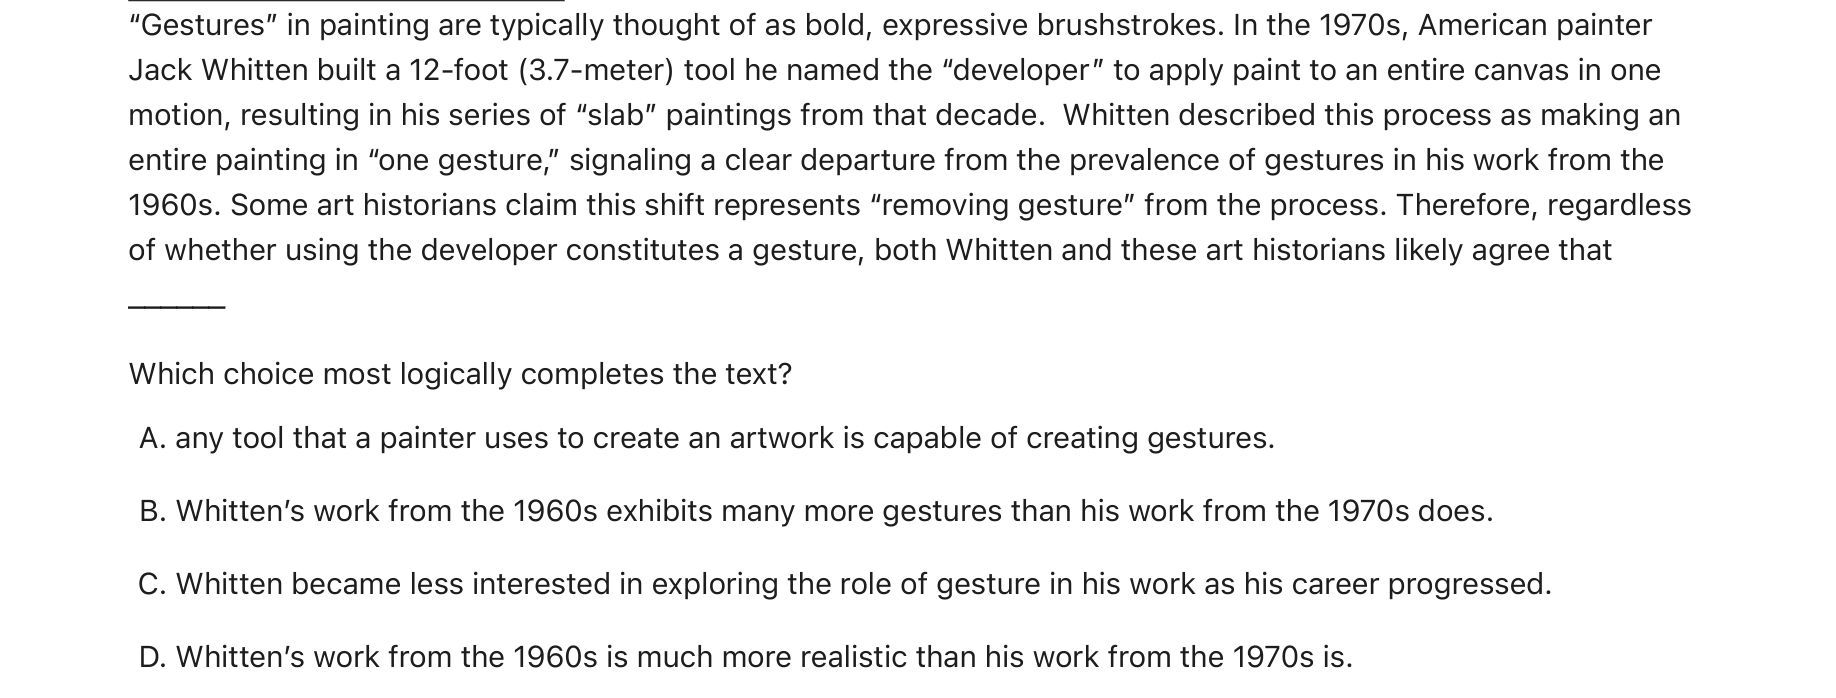 “Gestures” in painting are typically thought of as bold, expressive brushstrokes. In the 1970s, American painter
Jack Whitten built a 12-foot (3.7-meter) tool he named the “developer” to apply paint to an entire canvas in one
motion, resulting in his series of “slab” paintings from that decade.  Whitten described this process as making an
entire painting in “one gesture,” signaling a clear departure from the prevalence of gestures in his work from the
1960s. Some art historians claim this shift represents “removing gesture” from the process. Therefore, regardless
of whether using the developer constitutes a gesture, both Whitten and these art historians likely agree that
______
Which choice most logically completes the text?
A. any tool that a painter uses to create an artwork is capable of creating gestures.
B. Whitten’s work from the 1960s exhibits many more gestures than his work from the 1970s does.
C. Whitten became less interested in exploring the role of gesture in his work as his career progressed.
D. Whitten’s work from the 1960s is much more realistic than his work from the 1970s is.